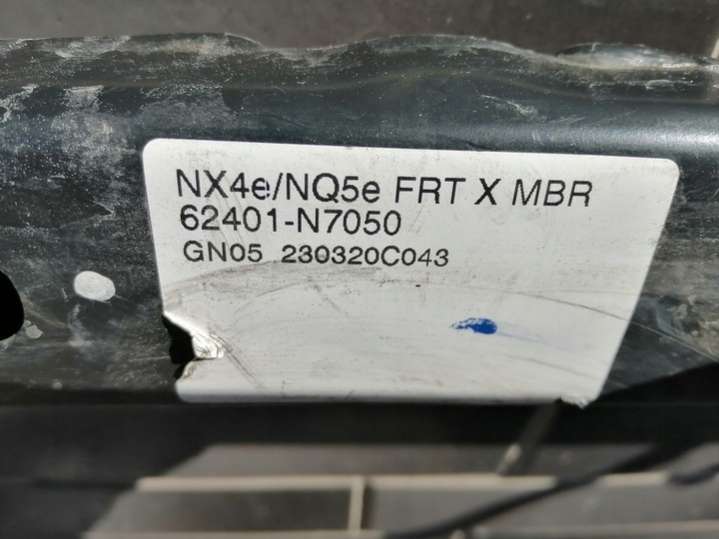 NX4e/NQ5e FRT X MBR
62401-N7050
GN05 230320C043